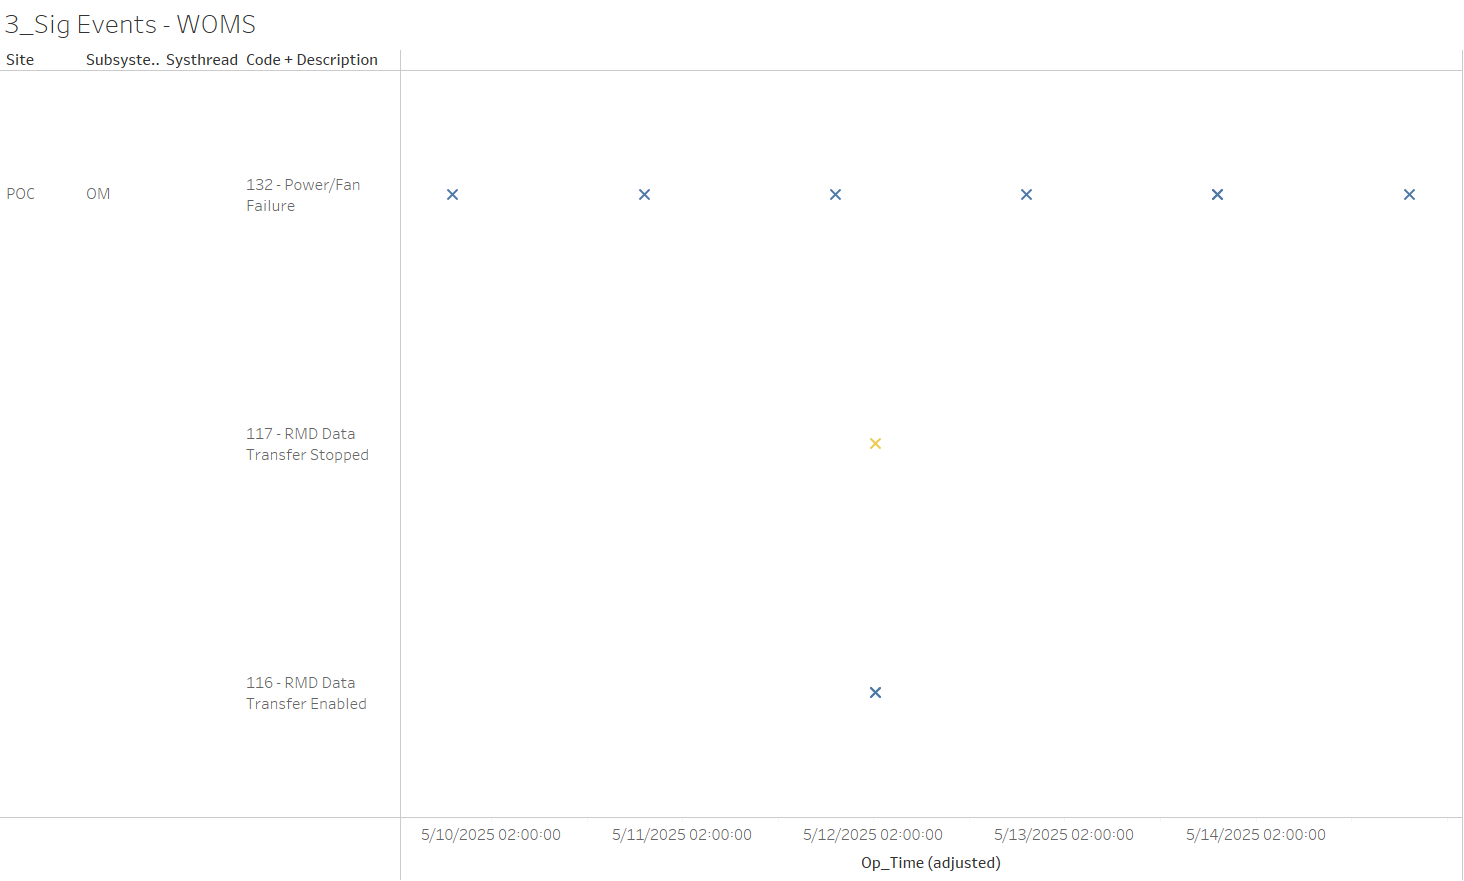 3_Sig Events - WOMS
Site Subsyste.. Systhread Code + Description
POC OM 132 - Power/Fan
Failure
117 - RMD Data
Transfer Stopped
116 - RMD Data
Transfer Enabled
5/10/2025 02:00:00 5/11/2025 02:00:00 5/12/2025 02:00:00 5/13/2025 02:00:00 5/14/2025 02:00:00
Op_Time (adjusted)